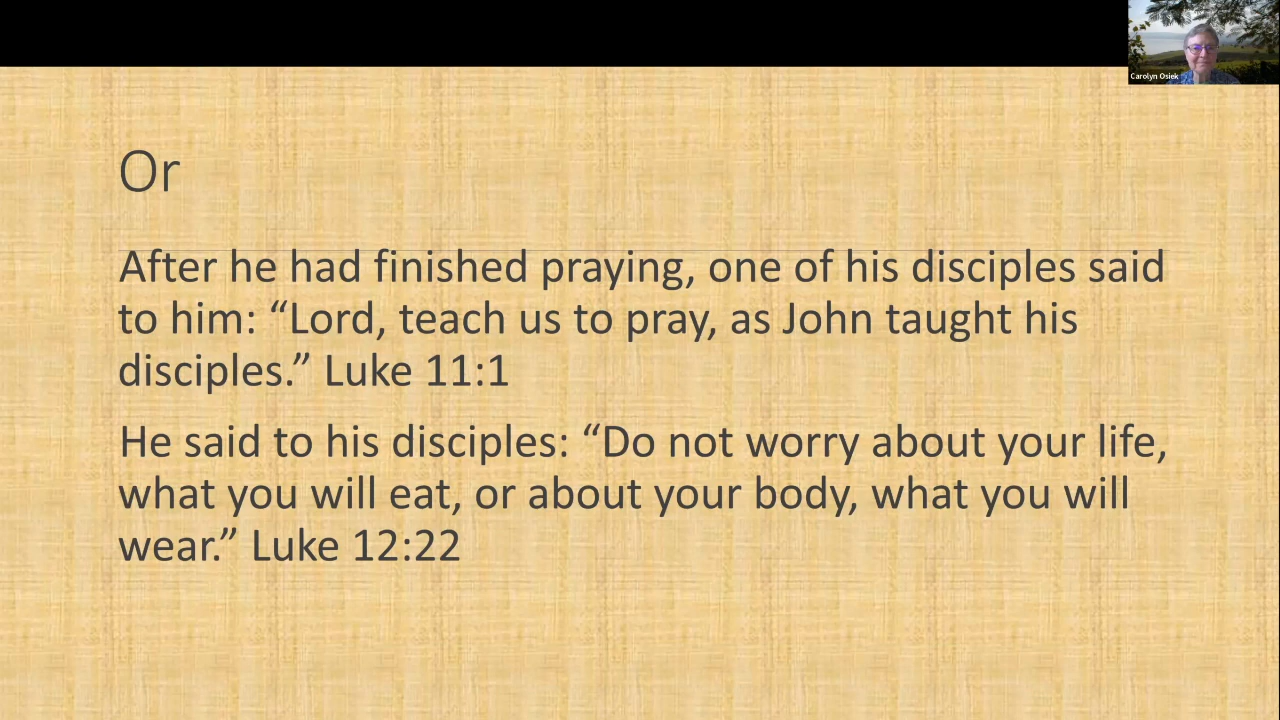 Carolyn Osiek
Or
After he had finished praying, one of his disciples said
to him: “Lord, teach us to pray, as John taught his
disciples.” Luke 11:1
He said to his disciples: “Do not worry about your life,
what you will eat, or about your body, what you will
wear.” Luke 12:22